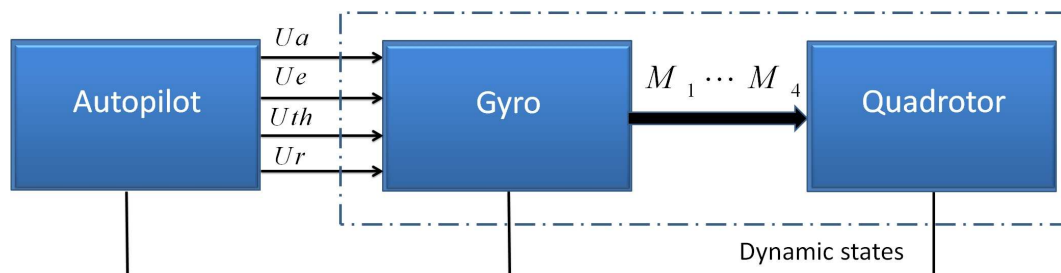 Autopilot
Ua
Ue
Uth
Ur
Gyro
M 1 ··· M 4
Quadrotor
Dynamic states